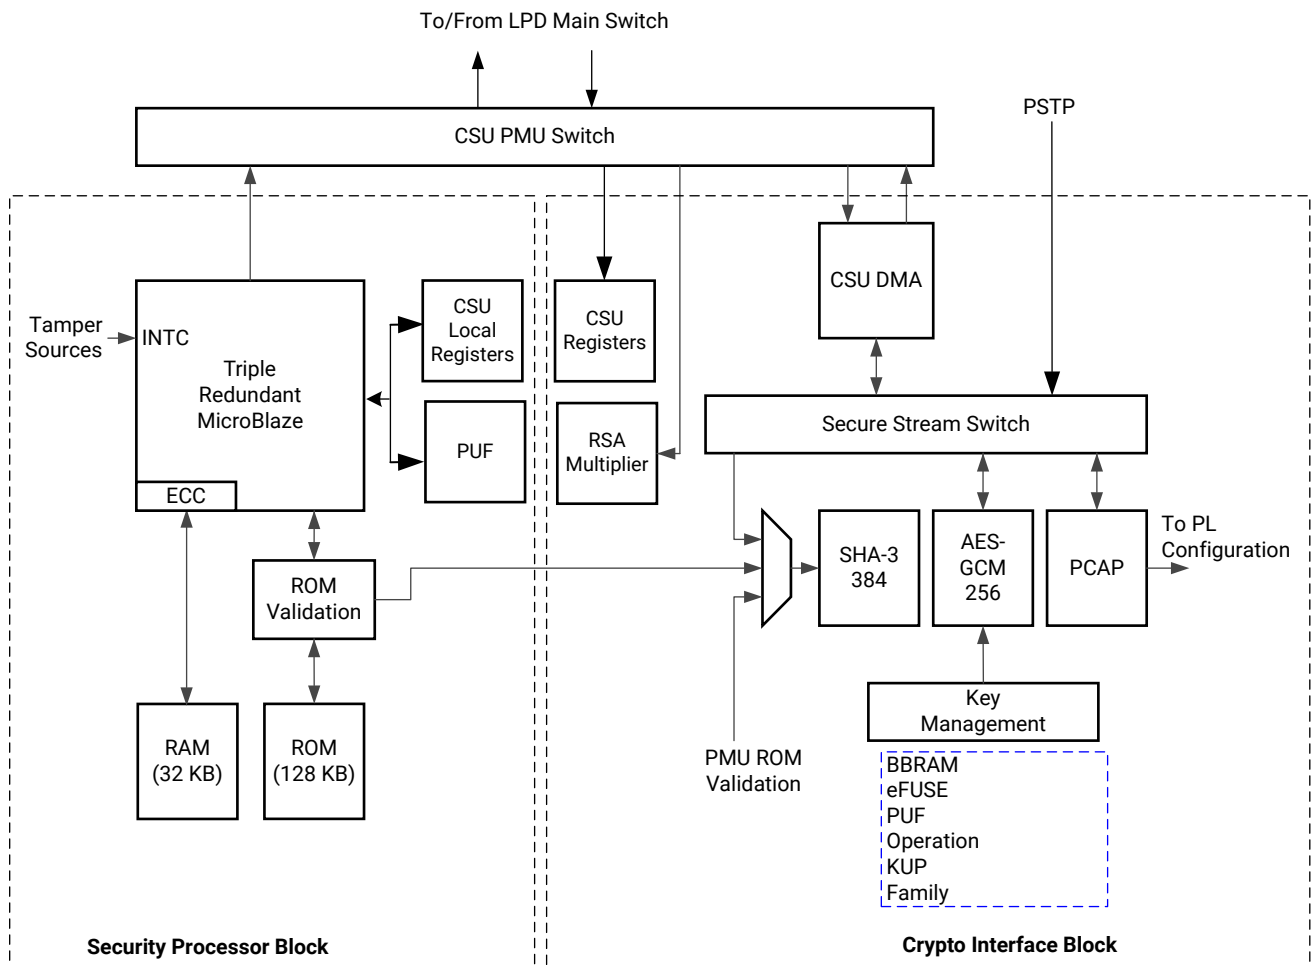 To/From LPD Main Switch
PSTP
CSU PMU Switch
CSU DMA
Tamper
Sources
INTC
Triple
Redundant
MicroBlaze
ECC
CSU
Local
Registers
PUF
CSU
Registers
RSA
Multiplier
Secure Stream Switch
ROM
Validation
SHA-3
384
AES-
GCM
256
PCAP
To PL
Configuration
Key
Management
RAM
(32 KB)
ROM
(128 KB)
PMU ROM
Validation
BBRAM
eFUSE
PUF
Operation
KUP
Family
Security Processor Block
Crypto Interface Block